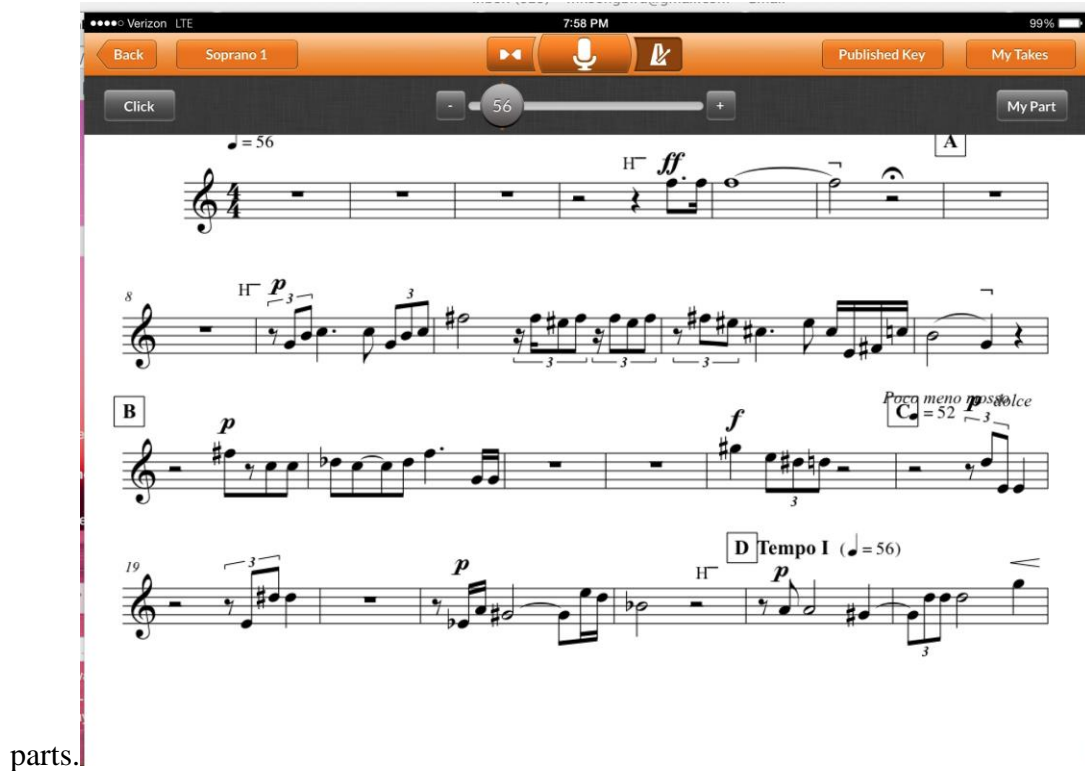 Verizon LTE 7:58 PM 99%
Back Soprano 1 Published Key My Takes
Click - 56 + My Part
= 56
A
H ff
4
4
8
H p
3 3
3 3 3
B
p f
Poco meno mosso
C = 52 p dolce
3
3
19
3
p
H
D Tempo I ( = 56)
p
3
parts.